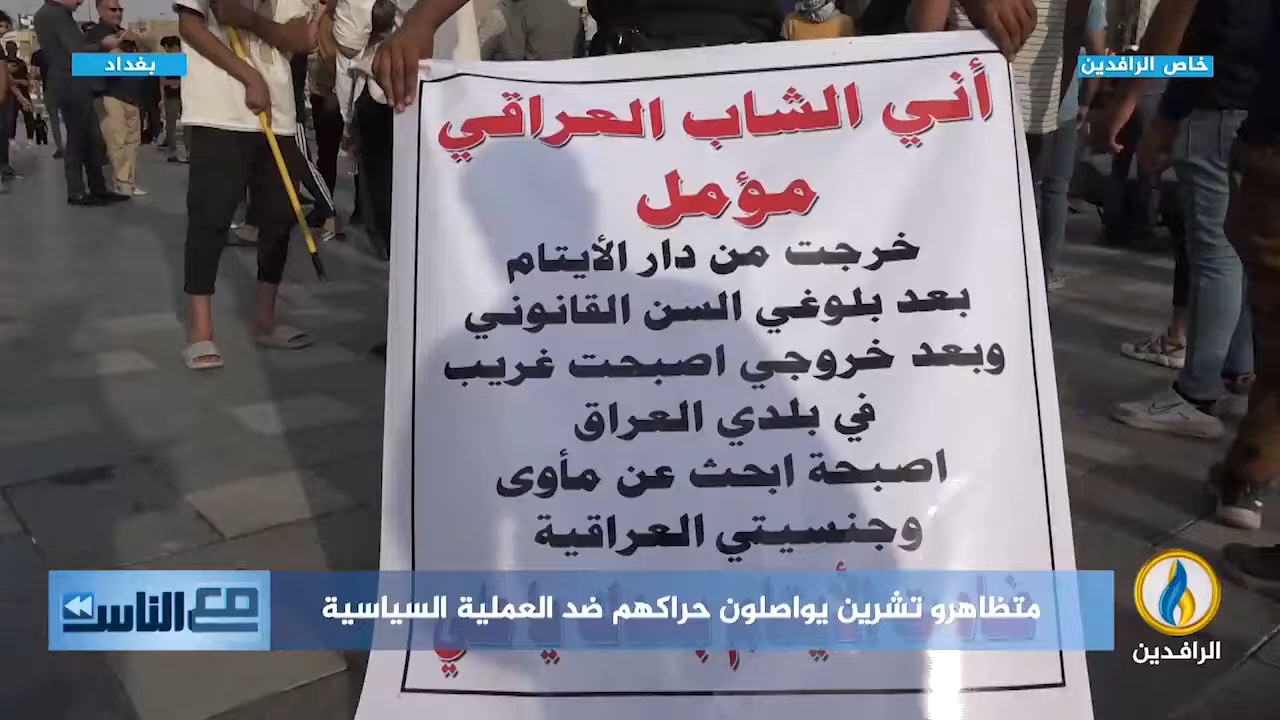 بغداد
خاص الرافدين
أني الشاب العراقي
مؤمل
خرجت من دار الأيتام
بعد بلوغي السن القانوني
وبعد خروجي اصبحت غريب
في بلدي العراق
اصبحة ابحث عن مأوى
وجنسيتي العراقية
مع الناس
متظاهرو تشرين يواصلون حراكهم ضد العملية السياسية
الرافدين